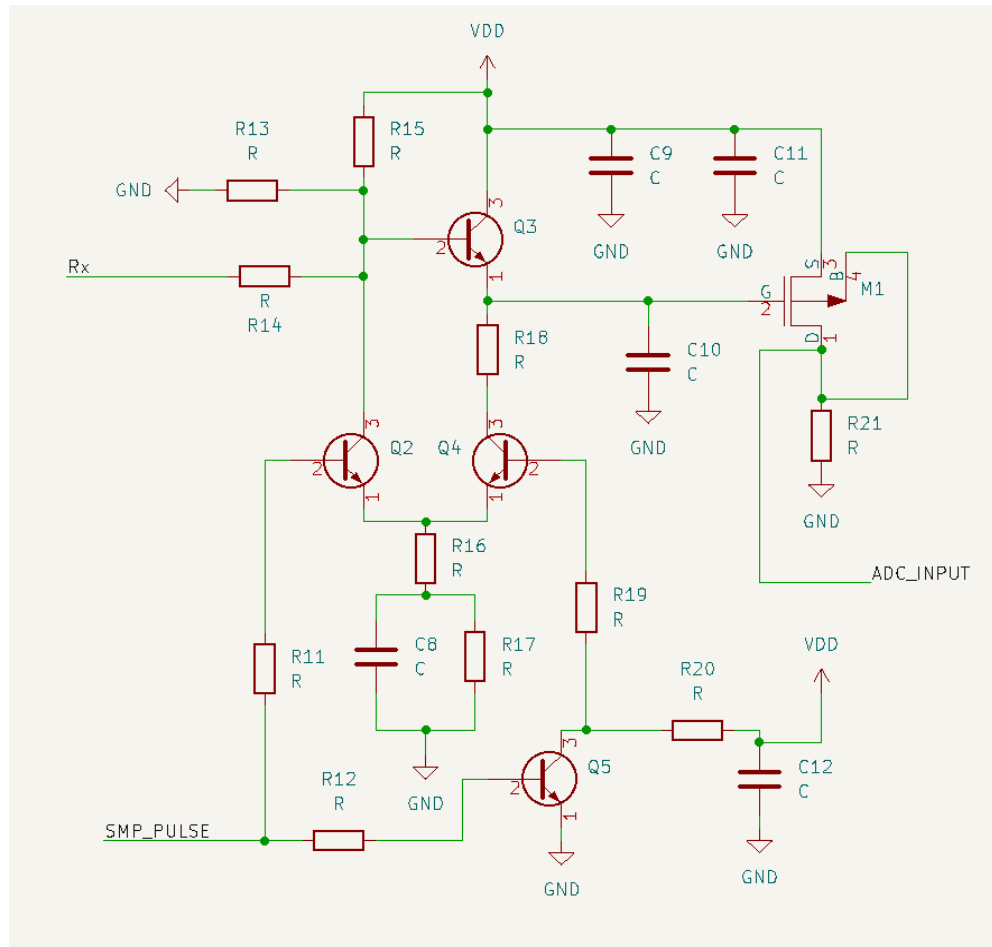 VDD
R13
R
R15
R
C9
C
C11
C
GND
3
Q3
2
GND
GND
Rx
1
S
3
B
4
M1
G
2
R
R14
R18
R
C10
C
D
1
GND
R21
R
3
Q2
Q4
3
2
2
1
1
GND
R16
R
ADC_INPUT
R19
R
C8
C
R17
R
R11
R
VDD
R20
R
3
Q5
C12
C
R12
R
2
GND
1
SMP_PULSE
GND
GND